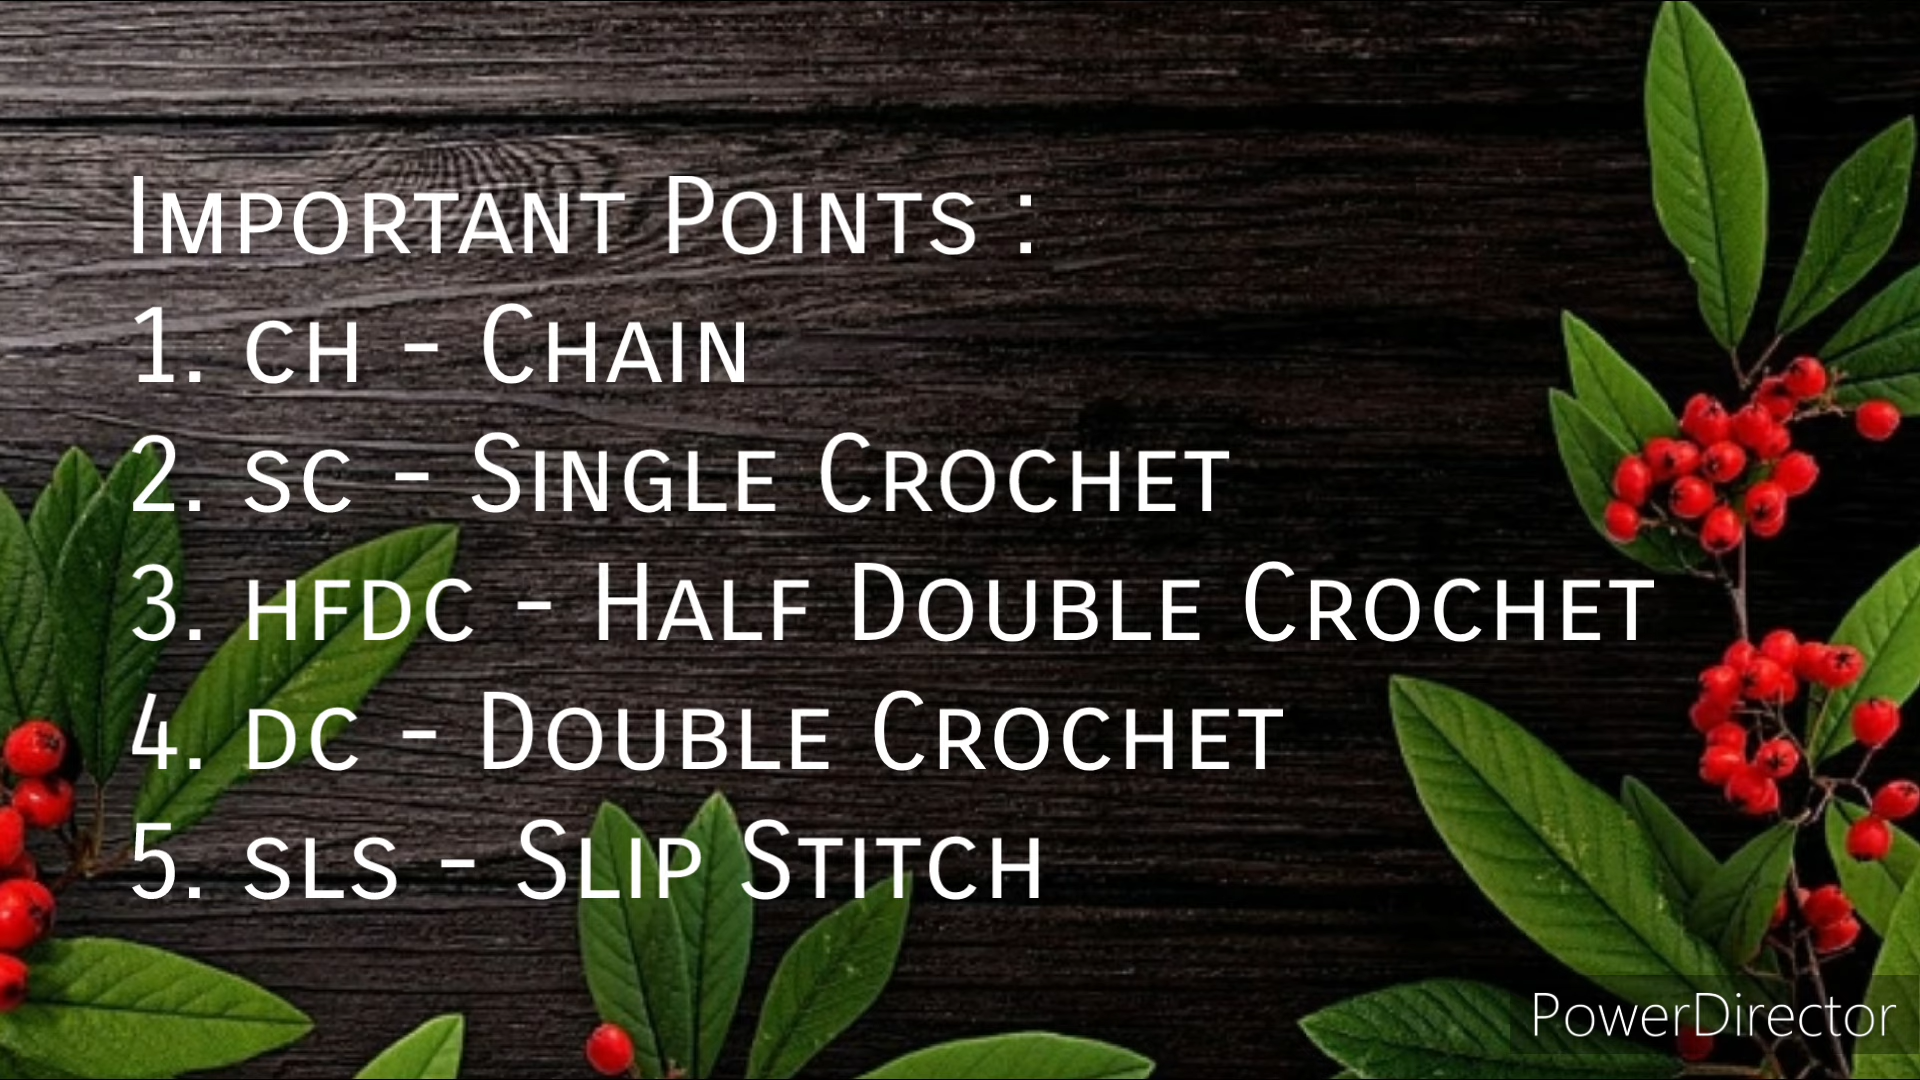 Important Points :
1. ch - Chain
2. sc - Single Crochet
3. hfdc - Half Double Crochet
4. dc - Double Crochet
5. sls - Slip Stitch
PowerDirector